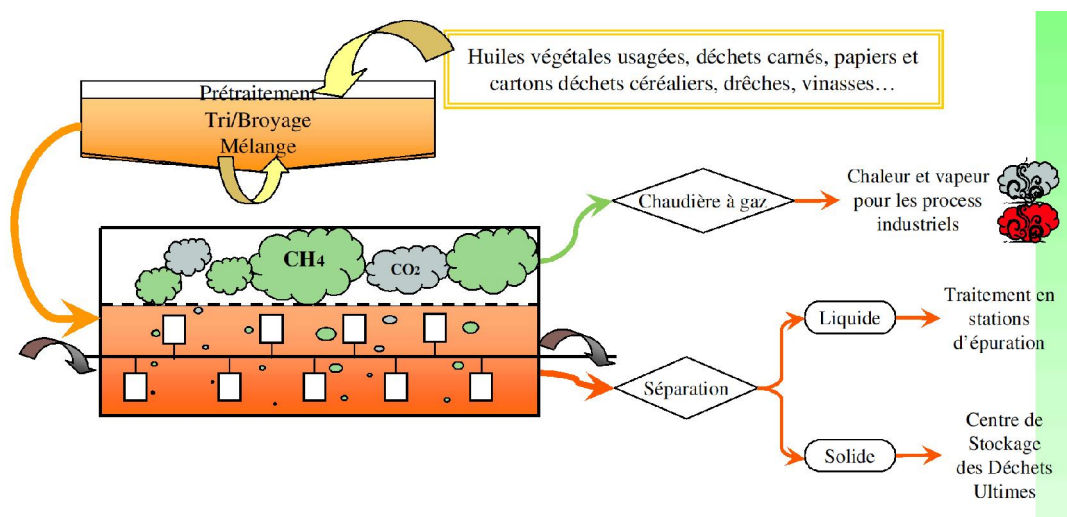 Huiles végétales usagées, déchets carnés, papiers et
cartons déchets céréaliers, drêches, vinasses…
Prétraitement
Tri/Broyage
Mélange
Chaudière à gaz
Chaleur et vapeur
pour les process
industriels
CH4
CO2
Liquide
Traitement en
stations
d'épuration
Séparation
Solide
Centre de
Stockage
des Déchets
Ultimes